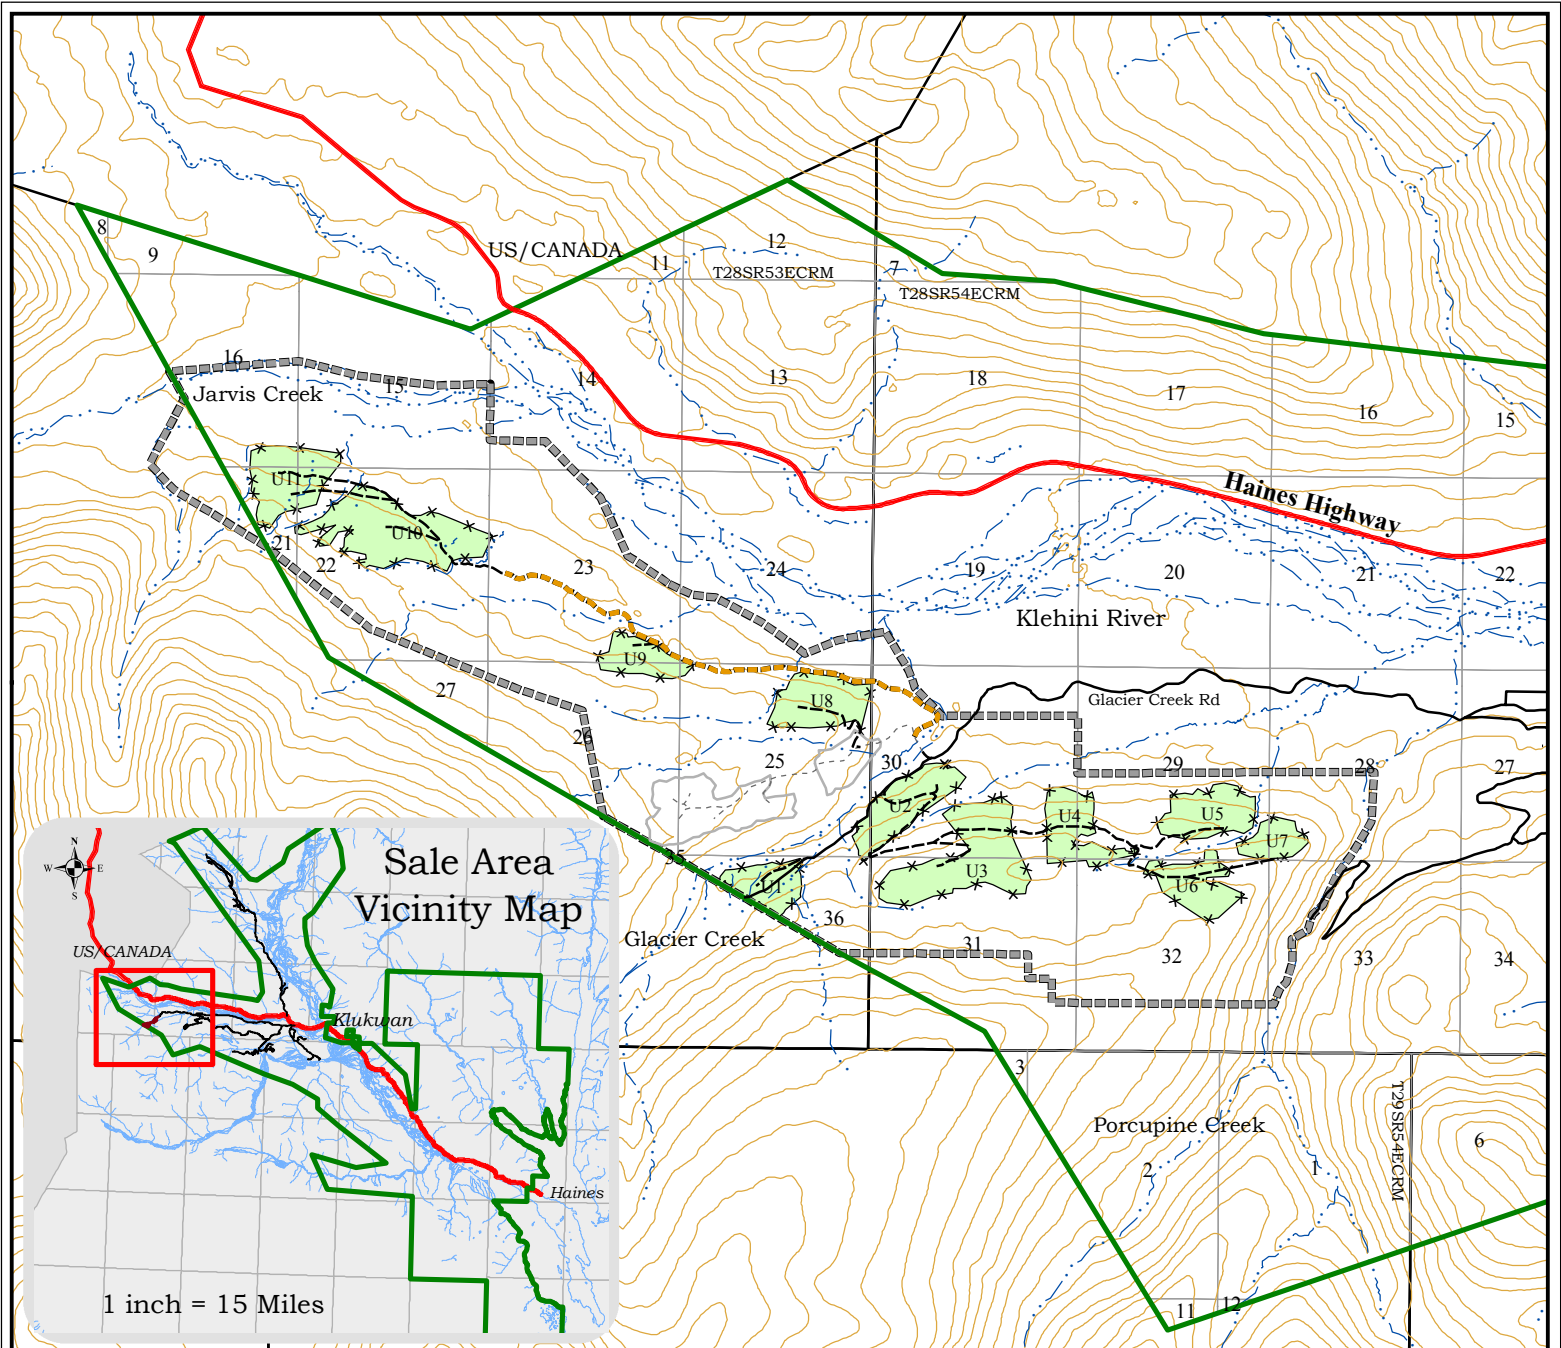 8
9
US/CANADA
11
12
T28SR53ECRM
7
T28SR54ECRM
16
Jarvis Creek
15
14
13
18
17
16
15
Haines Highway
U11
U10
21
22
23
24
19
20
21
22
Klehini River
U9
27
U8
Glacier Creek Rd
26
25
30
29
28
27
U2
U4
U5
U7
35
U1
U3
U6
36
31
32
33
34
Glacier Creek
3
Porcupine Creek
2
1
T29SR54ECRM
6
11
12
Sale Area
Vicinity Map
N
W
E
S
US/CANADA
Klukwan
Haines
1 inch = 15 Miles